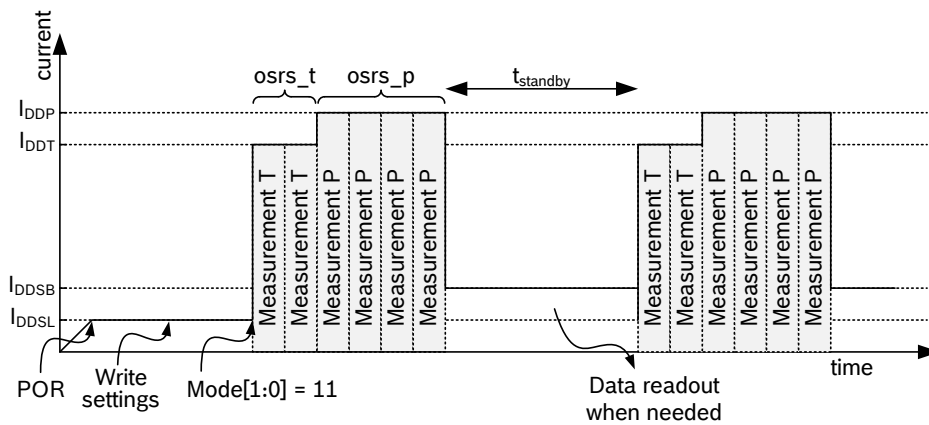 current
osrs_t
osrs_p
tstandby
IDDP
IDDT
Measurement T
Measurement T
Measurement P
Measurement P
Measurement P
Measurement P
Measurement T
Measurement T
Measurement P
Measurement P
Measurement P
Measurement P
IDDSB
IDDSL
time
POR
Write
settings
Mode[1:0] = 11
Data readout
when needed